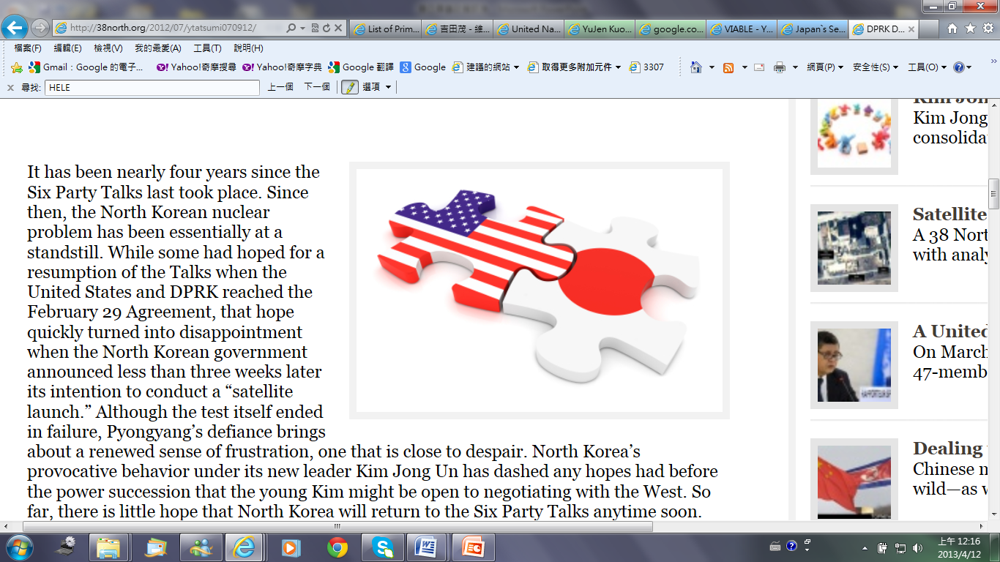 http://38north.org/2012/07/ytatsumi070912/
List of Prim...
吉田茂 - 維...
United Na...
YuJen Kuo...
google.co...
VIABLE - Y...
Japan`s Se...
DPRK D...
檔案(F) 編輯(E) 檢視(V) 我的最愛(A) 工具(T) 說明(H)
Gmail：Google 的電子... Yahoo!奇摩搜尋 Yahoo!奇摩字典 Google 翻譯 Google 建議的網站 取得更多附加元件 3307 網頁(P) 安全性(S) 工具(O)
尋找: HELE 上一個 下一個 選項
It has been nearly four years since the
Six Party Talks last took place. Since
then, the North Korean nuclear
problem has been essentially at a
standstill. While some had hoped for a
resumption of the Talks when the
United States and DPRK reached the
February 29 Agreement, that hope
quickly turned into disappointment
when the North Korean government
announced less than three weeks later
its intention to conduct a “satellite
launch.” Although the test itself ended
in failure, Pyongyang’s defiance brings
about a renewed sense of frustration, one that is close to despair. North Korea’s
provocative behavior under its new leader Kim Jong Un has dashed any hopes had before
the power succession that the young Kim might be open to negotiating with the West. So
far, there is little hope that North Korea will return to the Six Party Talks anytime soon.
Kim Jon
Kim Jong
consolida
Satellite
A 38 Nort
with analy
A United
On March
47-memb
Dealing
Chinese m
wild—as w
上午 12:16
2013/4/12